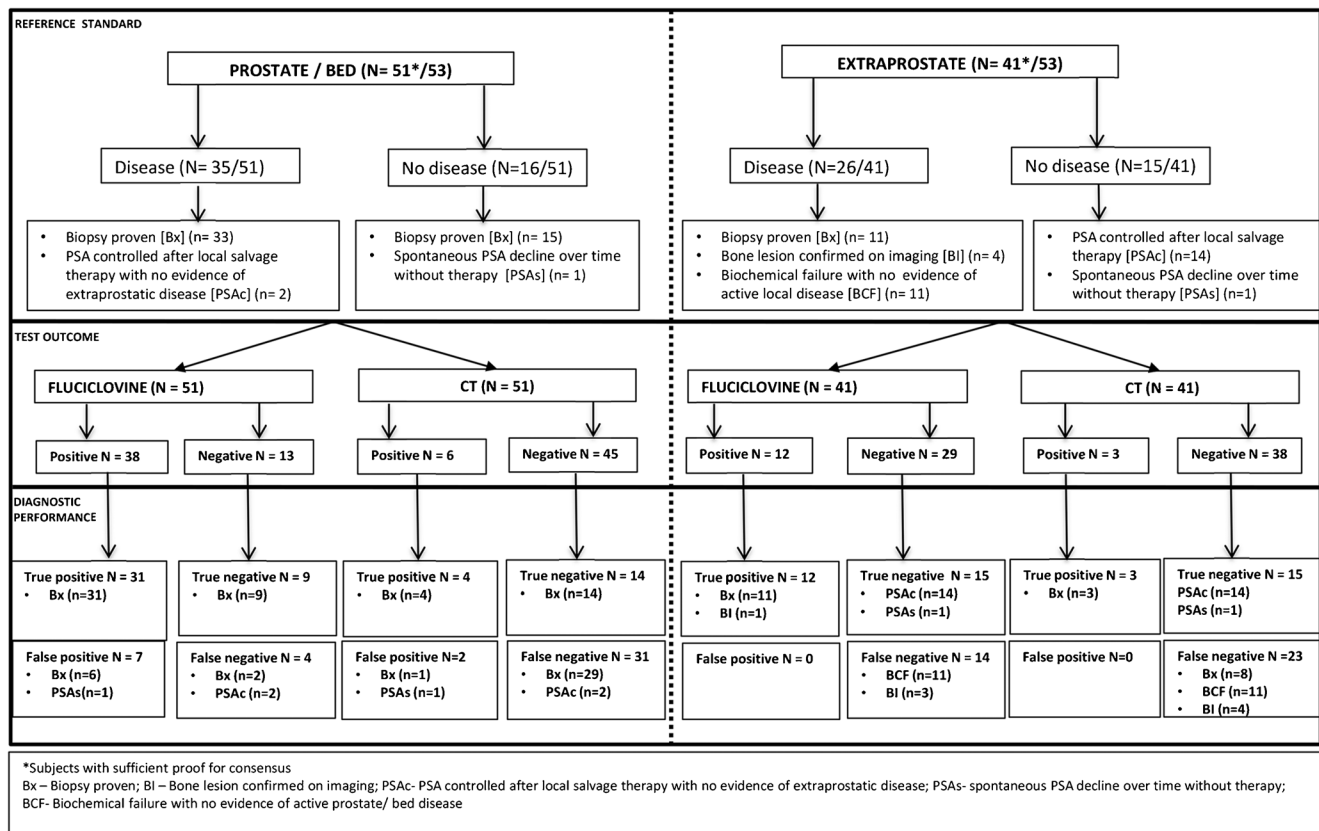 REFERENCE STANDARD
PROSTATE / BED (N= 51*/53)
Disease (N= 35/51)
No disease (N=16/51)
• Biopsy proven [Bx] (n= 33)
• PSA controlled after local salvage
therapy with no evidence of
extraprostatic disease [PSAc] (n= 2)
• Biopsy proven [Bx] (n= 15)
• Spontaneous PSA decline over time
without therapy [PSAs] (n= 1)
EXTRAPROSTATE (N = 41*/53)
Disease (N=26/41)
No disease (N=15/41)
• Biopsy proven [Bx] (n= 11)
• Bone lesion confirmed on imaging [BI] (n= 4)
• Biochemical failure with no evidence of
active local disease [BCF] (n= 11)
• PSA controlled after local salvage
therapy [PSAc] (n=14)
• Spontaneous PSA decline over time
without therapy [PSAs] (n=1)
TEST OUTCOME
FLUCICLOVINE (N = 51)
CT (N = 51)
Positive N = 38
Negative N = 13
Positive N = 6
Negative N = 45
FLUCICLOVINE (N = 41)
CT (N = 41)
Positive N = 12
Negative N = 29
Positive N = 3
Negative N = 38
DIAGNOSTIC
PERFORMANCE
True positive N = 31
• Bx (n=31)
True negative N = 9
• Bx (n=9)
True positive N = 4
• Bx (n=4)
True negative N = 14
• Bx (n=14)
True positive N = 12
• Bx (n=11)
• BI (n=1)
True negative N = 15
• PSAc (n=14)
• PSAs (n=1)
True positive N = 3
• Bx (n=3)
True negative N = 15
PSAc (n=14)
PSAs (n=1)
False positive N = 7
• Bx (n=6)
• PSAs(n=1)
False negative N = 4
• Bx (n=2)
• PSAc (n=2)
False positive N=2
• Bx (n=1)
• PSAs (n=1)
False negative N = 31
• Bx (n=29)
• PSAc (n=2)
False positive N = 0
False negative N = 14
• BCF (n=11)
• BI (n=3)
False positive N=0
False negative N =23
• Bx (n=8)
• BCF (n=11)
• BI (n=4)
*Subjects with sufficient proof for consensus
Bx – Biopsy proven; BI – Bone lesion confirmed on imaging; PSAc- PSA controlled after local salvage therapy with no evidence of extraprostatic disease; PSAs- spontaneous PSA decline over time without therapy;
BCF- Biochemical failure with no evidence of active prostate/ bed disease